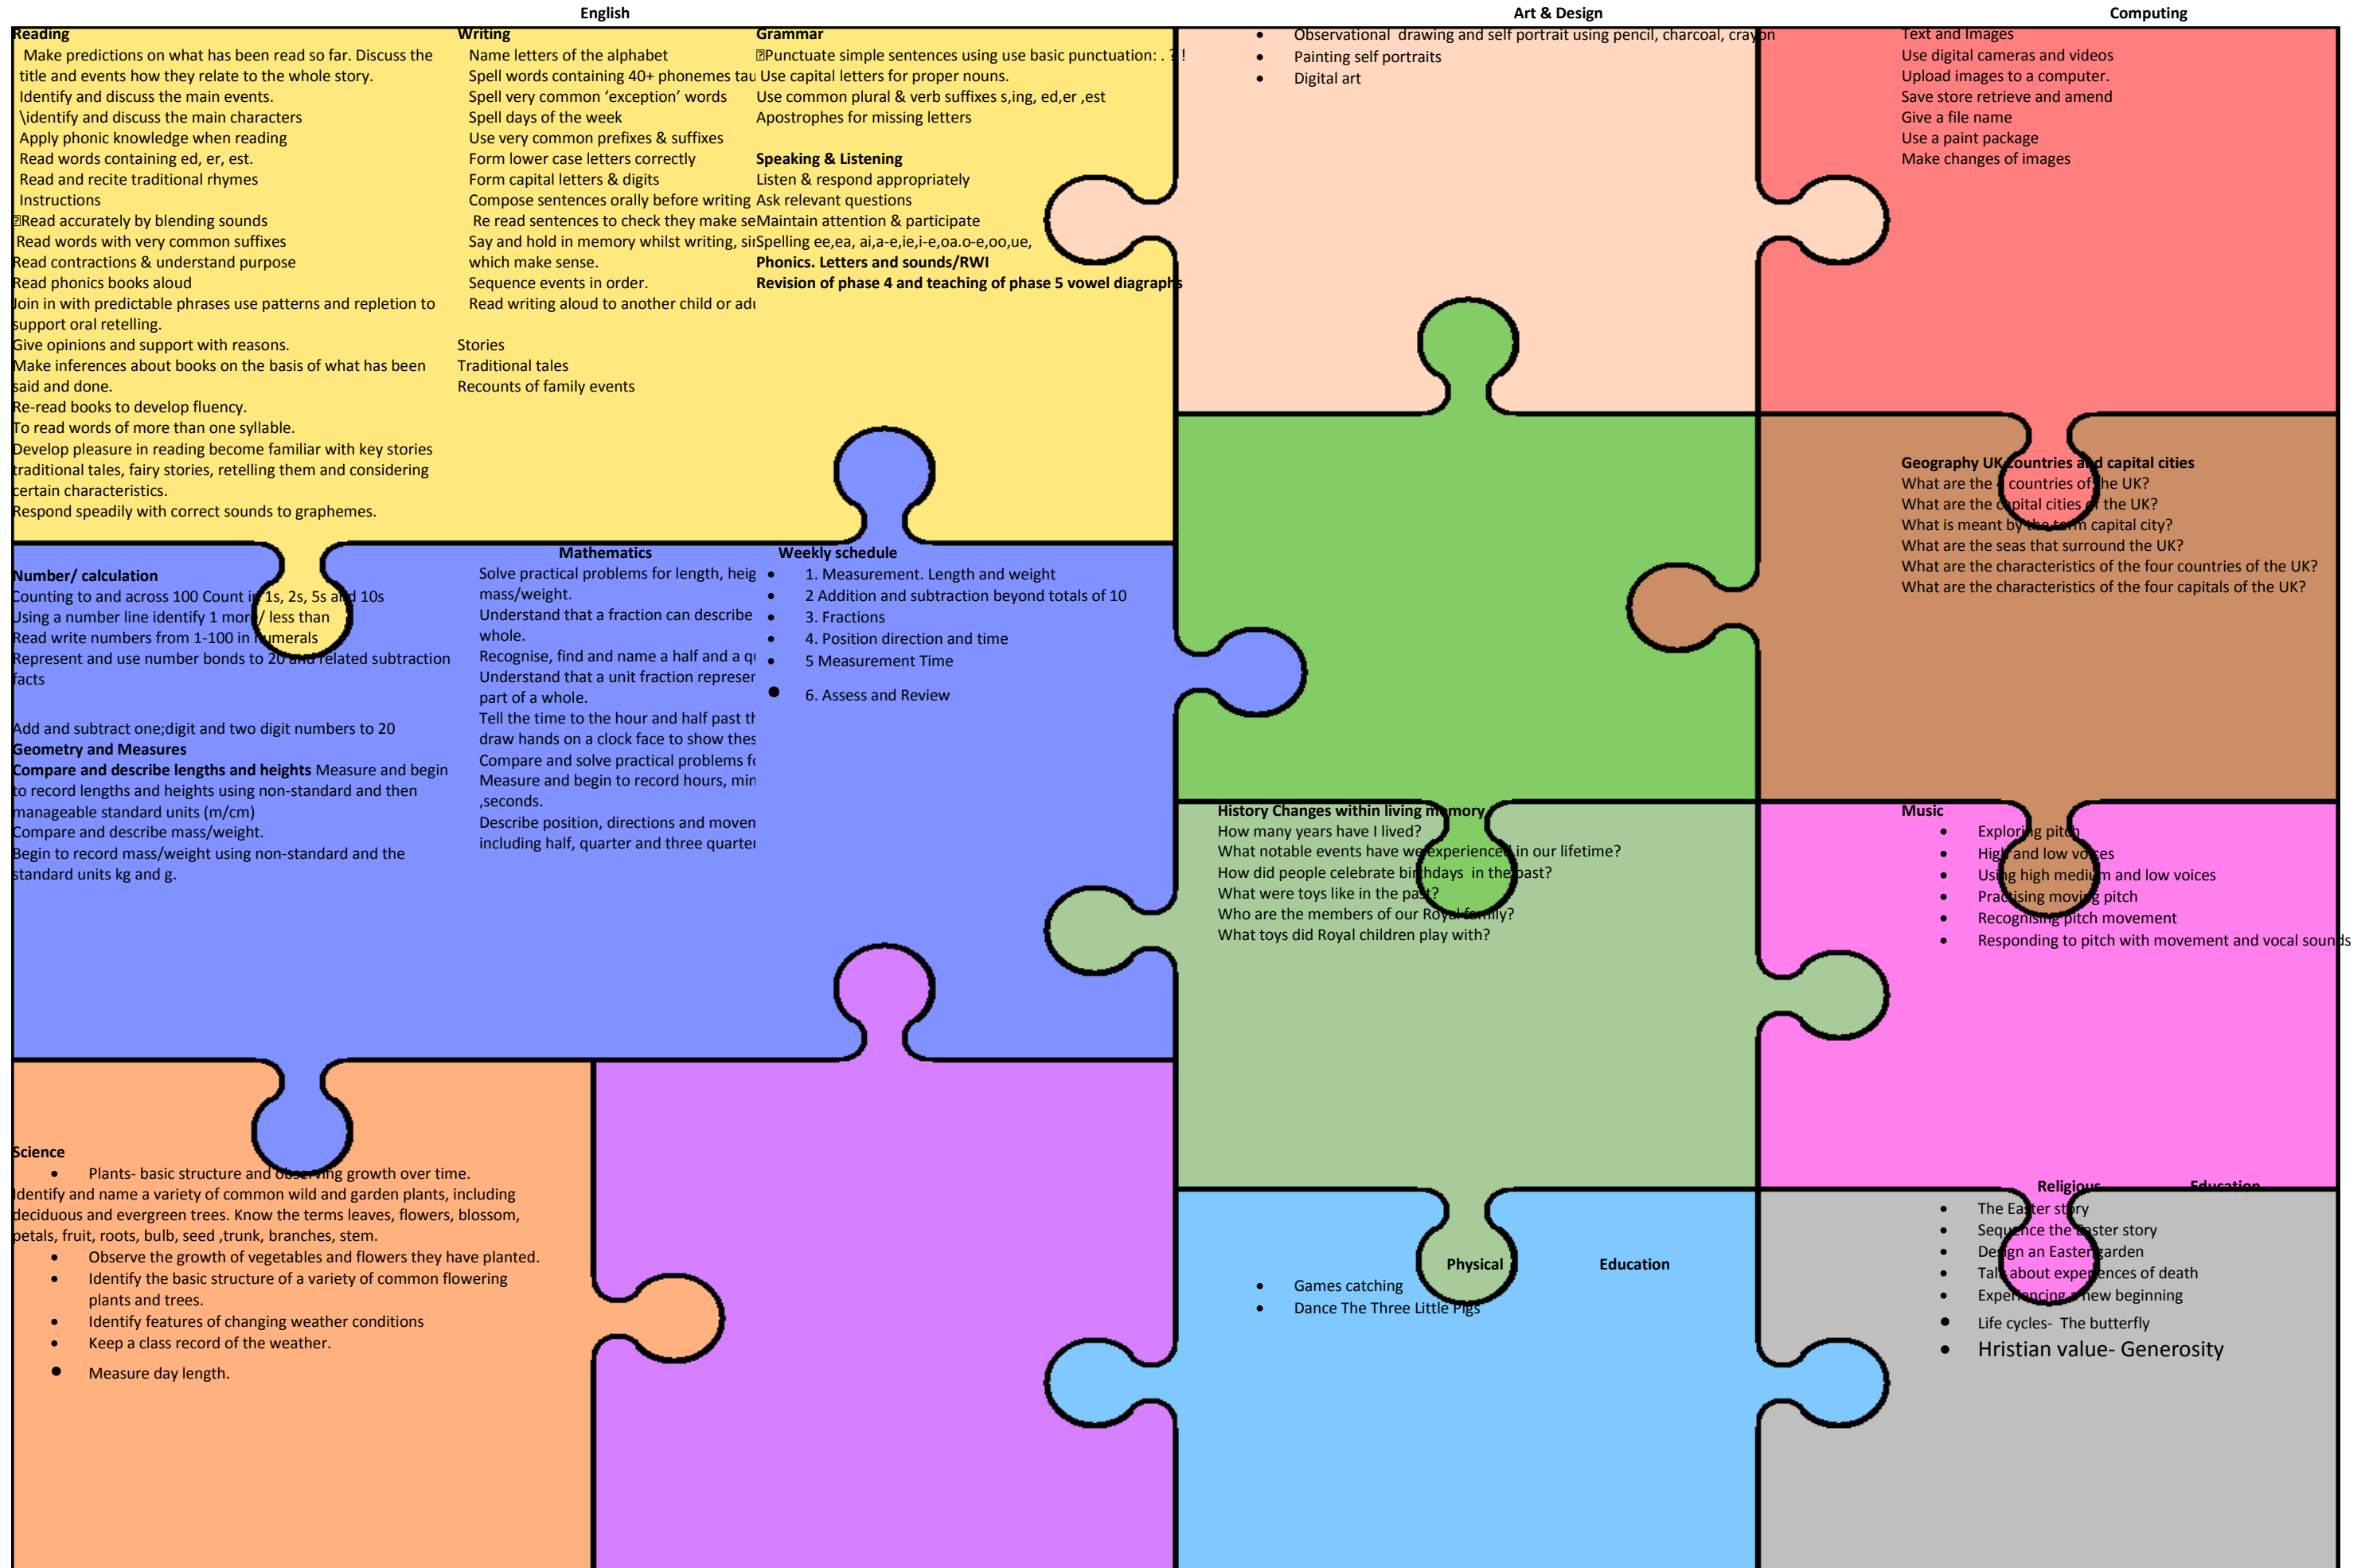 English
Reading
Make predictions on what has been read so far. Discuss the
title and events how they relate to the whole story.
Identify and discuss the main events.
\identify and discuss the main characters
Apply phonic knowledge when reading
Read words containing ed, er, est.
Read and recite traditional rhymes
Instructions
Read accurately by blending sounds
Read words with very common suffixes
Read contractions & understand purpose
Read phonics books aloud
Join in with predictable phrases use patterns and repletion to
support oral retelling.
Give opinions and support with reasons.
Make inferences about books on the basis of what has been
said and done.
Re-read books to develop fluency.
To read words of more than one syllable.
Develop pleasure in reading become familiar with key stories
traditional tales, fairy stories, retelling them and considering
certain characteristics.
Respond speadily with correct sounds to graphemes.
Writing
Name letters of the alphabet
Spell words containing 40+ phonemes
Spell very common ‘exception’ words
Spell days of the week
Use very common prefixes & suffixes
Form lower case letters correctly
Form capital letters & digits
Compose sentences orally before writing
Re read sentences to check they make
Say and hold in memory whilst writing,
which make sense.
Sequence events in order.
Read writing aloud to another child or
Stories
Traditional tales
Recounts of family events
Grammar
Punctuate simple sentences using use basic punctuation: . ? !
Use capital letters for proper nouns.
Use common plural & verb suffixes s,ing, ed,er ,est
Apostrophes for missing letters
Speaking & Listening
Listen & respond appropriately
Ask relevant questions
Maintain attention & participate
Spelling ee,ea, ai,a-e,ie,i-e,oa.o-e,oo,ue,
Phonics. Letters and sounds/RWI
Revision of phase 4 and teaching of phase 5 vowel diagraphs
Art & Design
• Observational drawing and self portrait using pencil, charcoal, crayon
• Painting self portraits
• Digital art
Computing
Text and Images
Use digital cameras and videos
Upload images to a computer.
Save store retrieve and amend
Give a file name
Use a paint package
Make changes of images
Geography UK countries and capital cities
What are the 4 countries of the UK?
What are the capital cities of the UK?
What is meant by the term capital city?
What are the seas that surround the UK?
What are the characteristics of the four countries of the UK?
What are the characteristics of the four capitals of the UK?
Mathematics
Number/ calculation
Counting to and across 100 Count in 1s, 2s, 5s and 10s
Using a number line identify 1 more/ less than
Read write numbers from 1-100 in numerals
Represent and use number bonds to 20 and related subtraction
facts
Add and subtract one;digit and two digit numbers to 20
Geometry and Measures
Compare and describe lengths and heights Measure and begin
to record lengths and heights using non-standard and then
manageable standard units (m/cm)
Compare and describe mass/weight.
Begin to record mass/weight using non-standard and the
standard units kg and g.
Solve practical problems for length,
mass/weight.
Understand that a fraction can describe
whole.
Recognise, find and name a half and a
Understand that a unit fraction
part of a whole.
Tell the time to the hour and half past
draw hands on a clock face to show
Compare and solve practical problems
Measure and begin to record hours,
,seconds.
Describe position, directions and
including half, quarter and three
Weekly schedule
• 1. Measurement. Length and weight
• 2 Addition and subtraction beyond totals of 10
• 3. Fractions
• 4. Position direction and time
• 5 Measurement Time
• 6. Assess and Review
History Changes within living memory
How many years have I lived?
What notable events have we experienced in our lifetime?
How did people celebrate birthdays in the past?
What were toys like in the past?
Who are the members of our Royal family?
What toys did Royal children play with?
Music
• Exploring pitch
• High and low voices
• Using high medium and low voices
• Practising moving pitch
• Recognising pitch movement
• Responding to pitch with movement and vocal sounds
Science
• Plants- basic structure and observing growth over time.
Identify and name a variety of common wild and garden plants, including
deciduous and evergreen trees. Know the terms leaves, flowers, blossom,
petals, fruit, roots, bulb, seed ,trunk, branches, stem.
• Observe the growth of vegetables and flowers they have planted.
• Identify the basic structure of a variety of common flowering
plants and trees.
• Identify features of changing weather conditions
• Keep a class record of the weather.
• Measure day length.
Physical Education
• Games catching
• Dance The Three Little Pigs
Religious Education
• The Easter story
• Sequence the Easter story
• Design an Easter garden
• Talk about experiences of death
• Experiencing a new beginning
• Life cycles- The butterfly
• Hristian value- Generosity